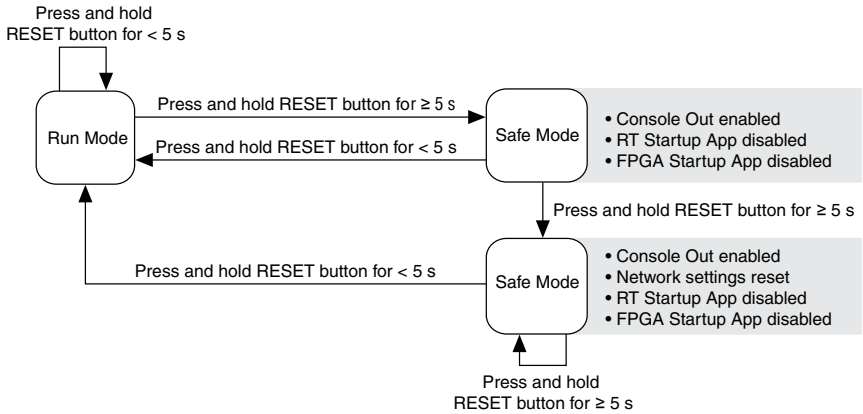 Press and hold
RESET button for < 5 s
Run Mode
Press and hold RESET button for ≥ 5 s
Press and hold RESET button for < 5 s
Safe Mode
• Console Out enabled
• RT Startup App disabled
• FPGA Startup App disabled
Press and hold RESET button for ≥ 5 s
Press and hold RESET button for < 5 s
Safe Mode
• Console Out enabled
• Network settings reset
• RT Startup App disabled
• FPGA Startup App disabled
Press and hold
RESET button for ≥ 5 s